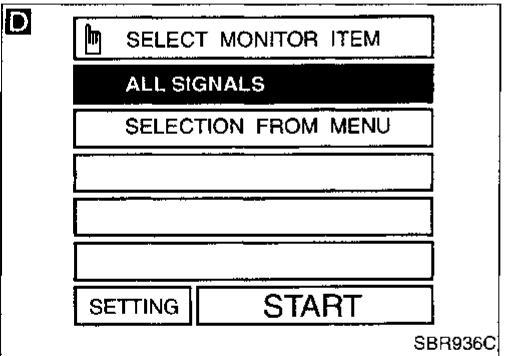 D
SELECT MONITOR ITEM
ALL SIGNALS
SELECTION FROM MENU
SETTING
START
SBR936C